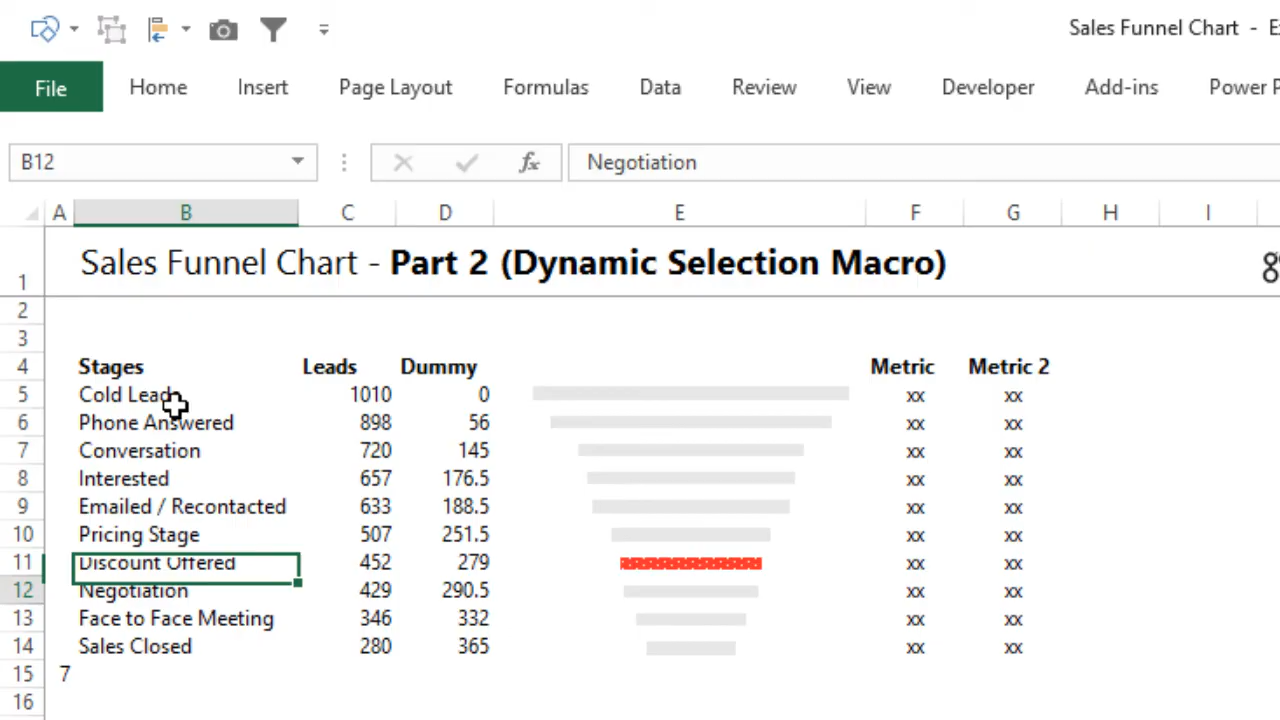 Sales Funnel Chart - E
File Home Insert Page Layout Formulas Data Review View Developer Add-ins Power P
B12 fx Negotiation
A B C D E F G H I
1 Sales Funnel Chart - Part 2 (Dynamic Selection Macro)
2
3
4 Stages Leads Dummy Metric Metric 2
5 Cold Leads 1010 0 xx xx
6 Phone Answered 898 56 xx xx
7 Conversation 720 145 xx xx
8 Interested 657 176.5 xx xx
9 Emailed / Recontacted 633 188.5 xx xx
10 Pricing Stage 507 251.5 xx xx
11 Discount Offered 452 279 xx xx
12 Negotiation 429 290.5 xx xx
13 Face to Face Meeting 346 332 xx xx
14 Sales Closed 280 365 xx xx
15 7
16